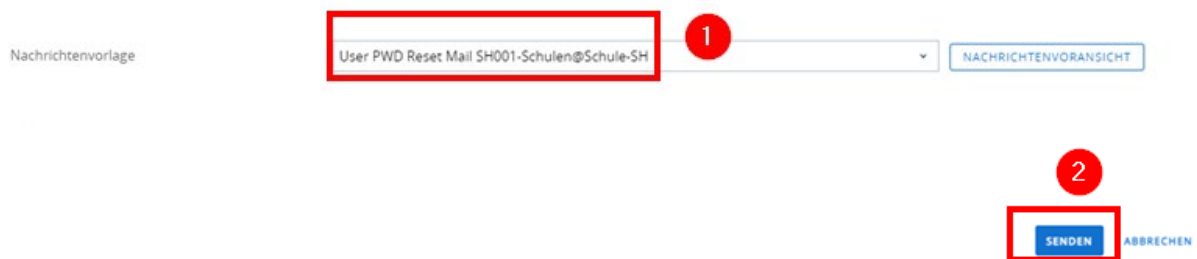 1
Nachrichtenvorlage User PWD Reset Mail SH001-Schulen@Schule-SH NACHRICHTENVORANSICHT
2
SENDEN ABBRECHEN